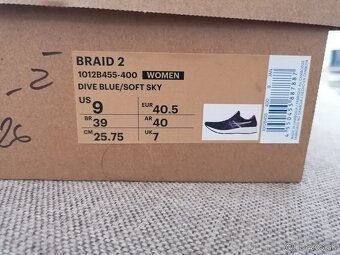 BRAID 2
1012B455-400 WOMEN
DIVE BLUE/SOFT SKY
US 9 EUR 40.5
BR 39 AR 40
CM 25.75 UK 7
26